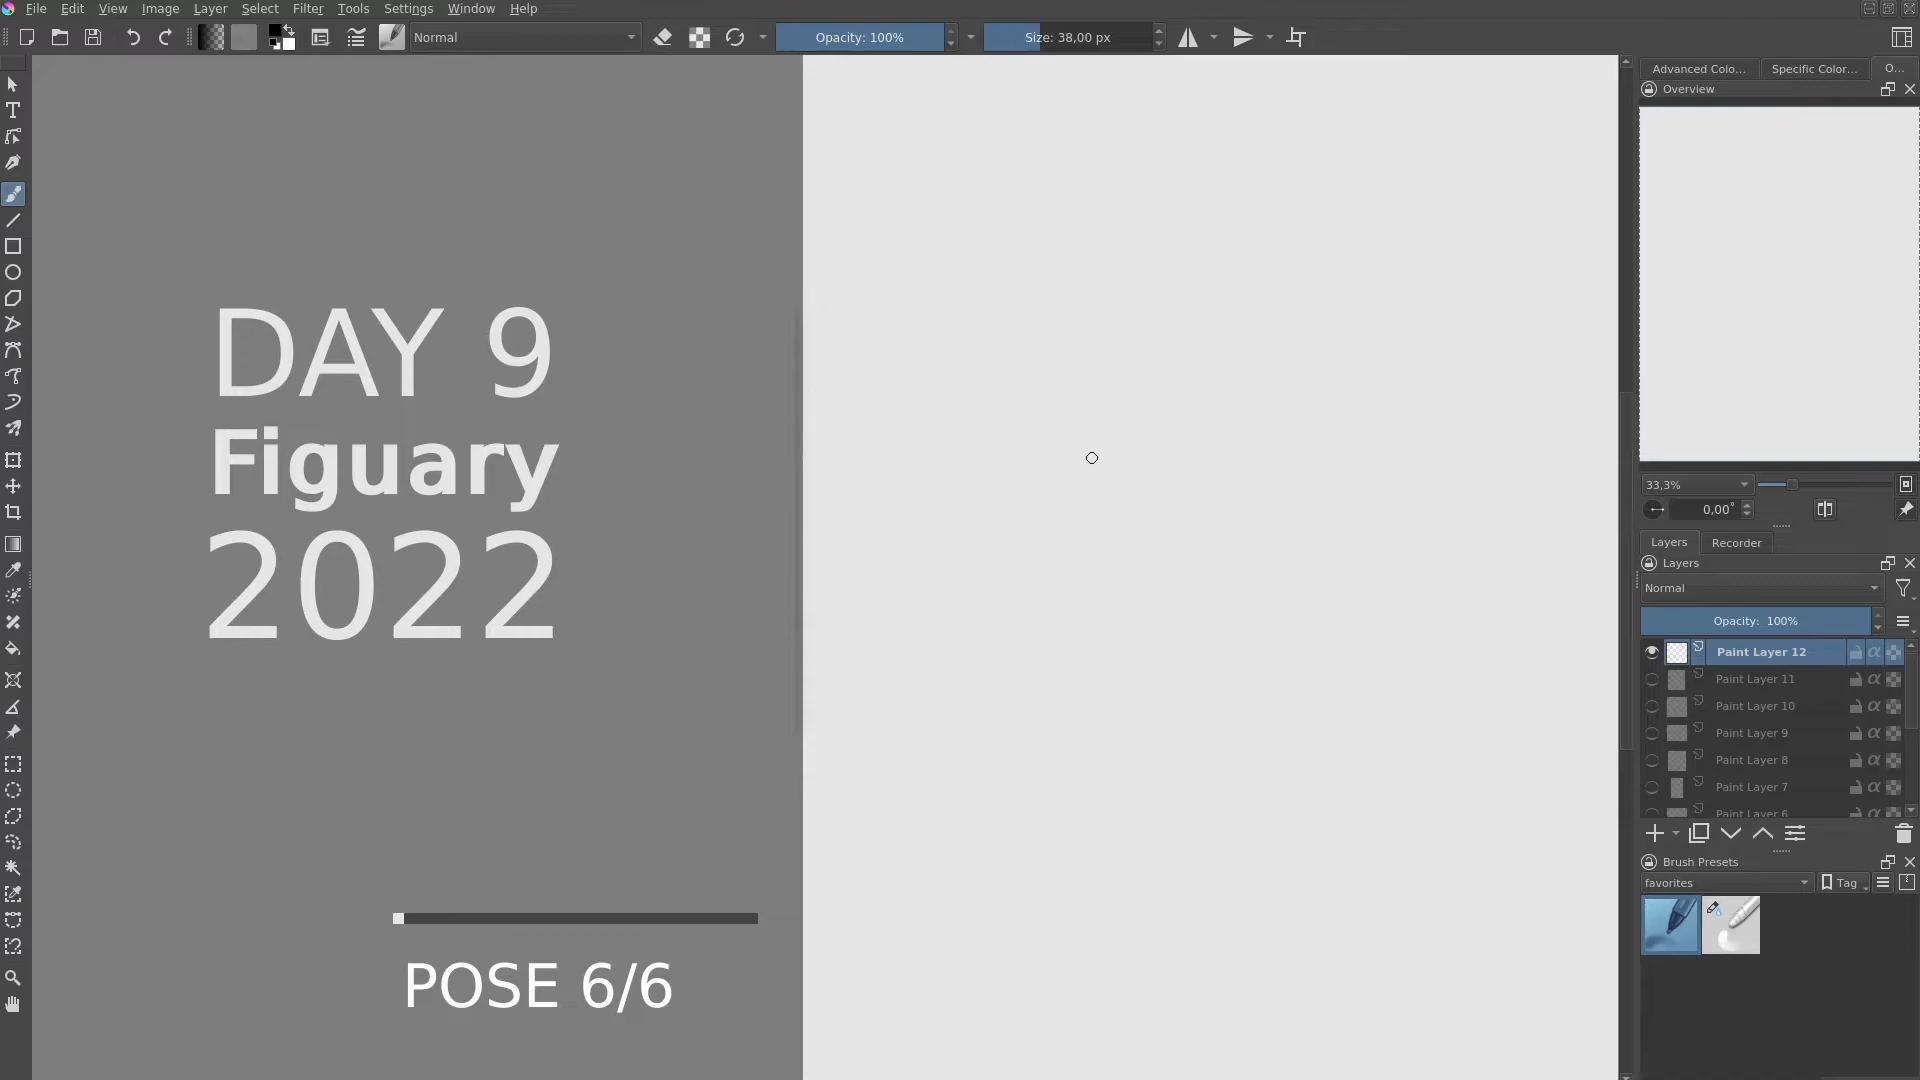 File Edit View Image Layer Select Filter Tools Settings Window Help
Normal
Opacity: 100%
Size: 38,00 px
Advanced Colo... Specific Color... O...
Overview
DAY 9
Figuary
2022
33,3%
0,00°
Layers Recorder
Layers
Normal
Opacity: 100%
Paint Layer 12
Paint Layer 11
Paint Layer 10
Paint Layer 9
Paint Layer 8
Paint Layer 7
Paint Layer 6
Brush Presets
favorites Tag
POSE 6/6